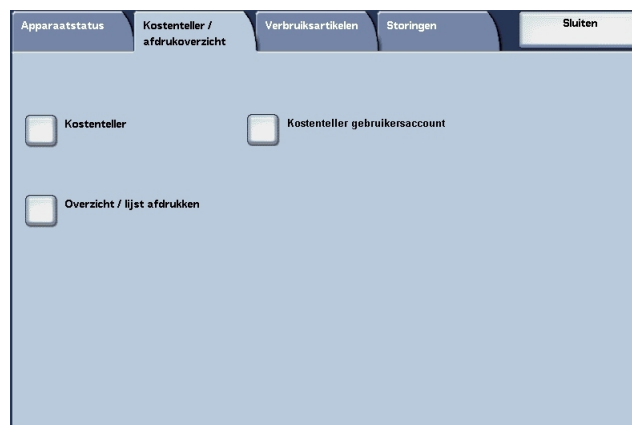 Apparaatstatus
Kostenteller /
afdrukoverzicht
Verbruiksartikelen
Storingen
Sluiten
Kostenteller
Kostenteller gebruikersaccount
Overzicht / lijst afdrukken